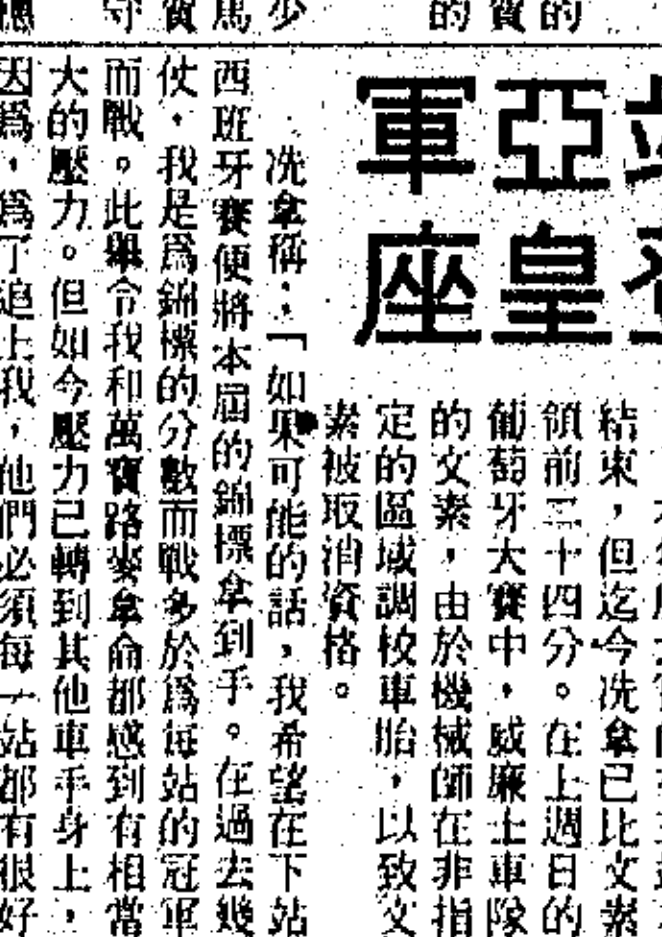 亞軍
皇座
結束，但迄今冼拿已比文素
領前二十四分。在上週日的
葡萄牙大賽中，威廉士車隊
的文素，由於機械師在非指
定的區域調校車胎，以致文
素被取消資格。
冼拿稱：「如果可能的話，我希望在下站
西班牙賽便將本屆的錦標拿到手。在過去幾
仗，我是爲錦標的分數而戰多於爲每站的冠軍
而戰。此舉令我和萬寶路麥拿侖都感到有相當
大的壓力。但如今壓力已轉到其他車手身上，
因爲，爲了追上我，他們必須每一站都有很好